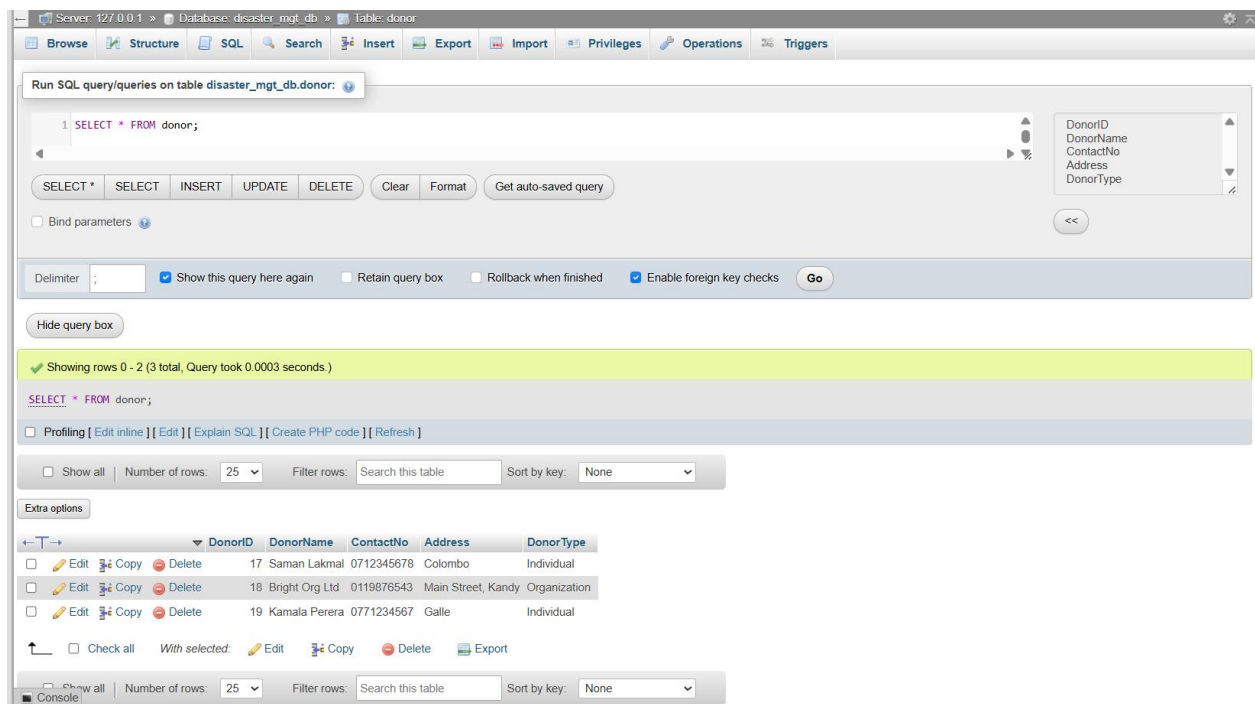 Server: 127.0.0.1 » Database: disaster_mgt_db » Table: donor
Browse Structure SQL Search Insert Export Import Privileges Operations Triggers
Run SQL query/queries on table disaster_mgt_db.donor:
1 SELECT * FROM donor;
DonorID
DonorName
ContactNo
Address
DonorType
SELECT * SELECT INSERT UPDATE DELETE Clear Format Get auto-saved query
<<
Bind parameters
Delimiter ; Show this query here again Retain query box Rollback when finished Enable foreign key checks Go
Hide query box
Showing rows 0 - 2 (3 total, Query took 0.0003 seconds.)
SELECT * FROM donor;
Profiling [ Edit inline ] [ Edit ] [ Explain SQL ] [ Create PHP code ] [ Refresh ]
Show all | Number of rows: 25 Filter rows: Search this table Sort by key: None
Extra options
←T→ DonorID DonorName ContactNo Address DonorType
Edit Copy Delete 17 Saman Lakmal 0712345678 Colombo Individual
Edit Copy Delete 18 Bright Org Ltd 0119876543 Main Street, Kandy Organization
Edit Copy Delete 19 Kamala Perera 0771234567 Galle Individual
Check all With selected: Edit Copy Delete Export
Show all | Number of rows: 25 Filter rows: Search this table Sort by key: None
Console